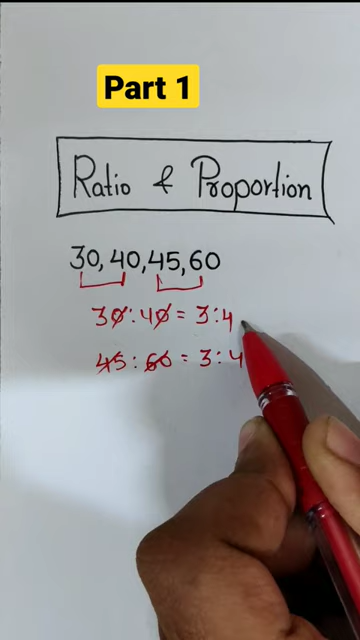 Part 1
Ratio & Proportion
30, 40, 45, 60
30 : 40 = 3 : 4
45 : 60 = 3 : 4